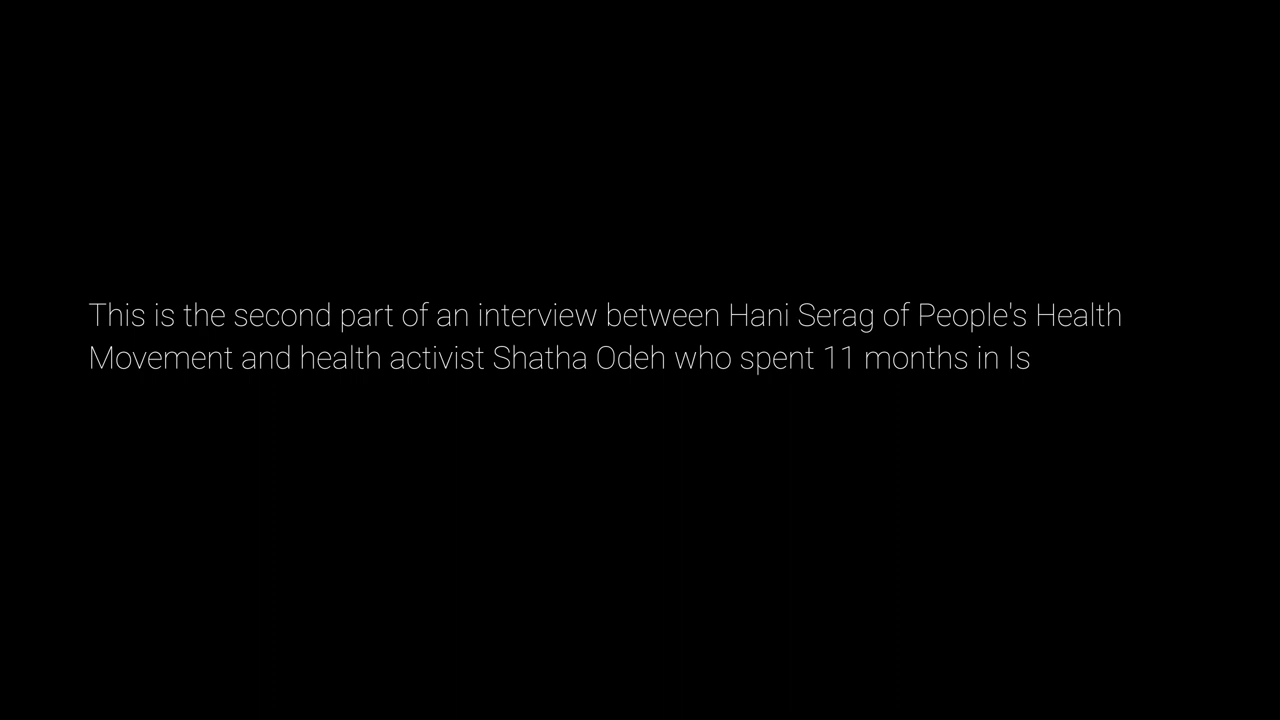 This is the second part of an interview between Hani Serag of People's Health
Movement and health activist Shatha Odeh who spent 11 months in Is